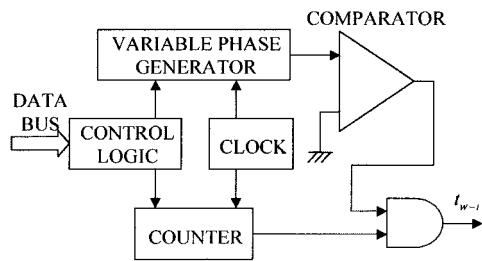 COMPARATOR
VARIABLE PHASE
GENERATOR
DATA
BUS
CONTROL
LOGIC
CLOCK
COUNTER
t_{w-i}